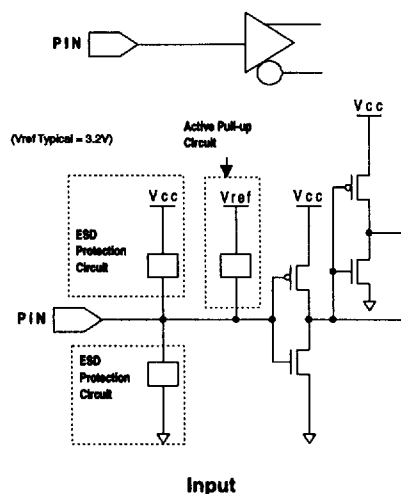 PIN
Vcc
Active Pull-up
Circuit
(Vref Typical = 3.2V)
Vcc
Vref
Vcc
ESD
Protection
Circuit
PIN
ESD
Protection
Circuit
Input